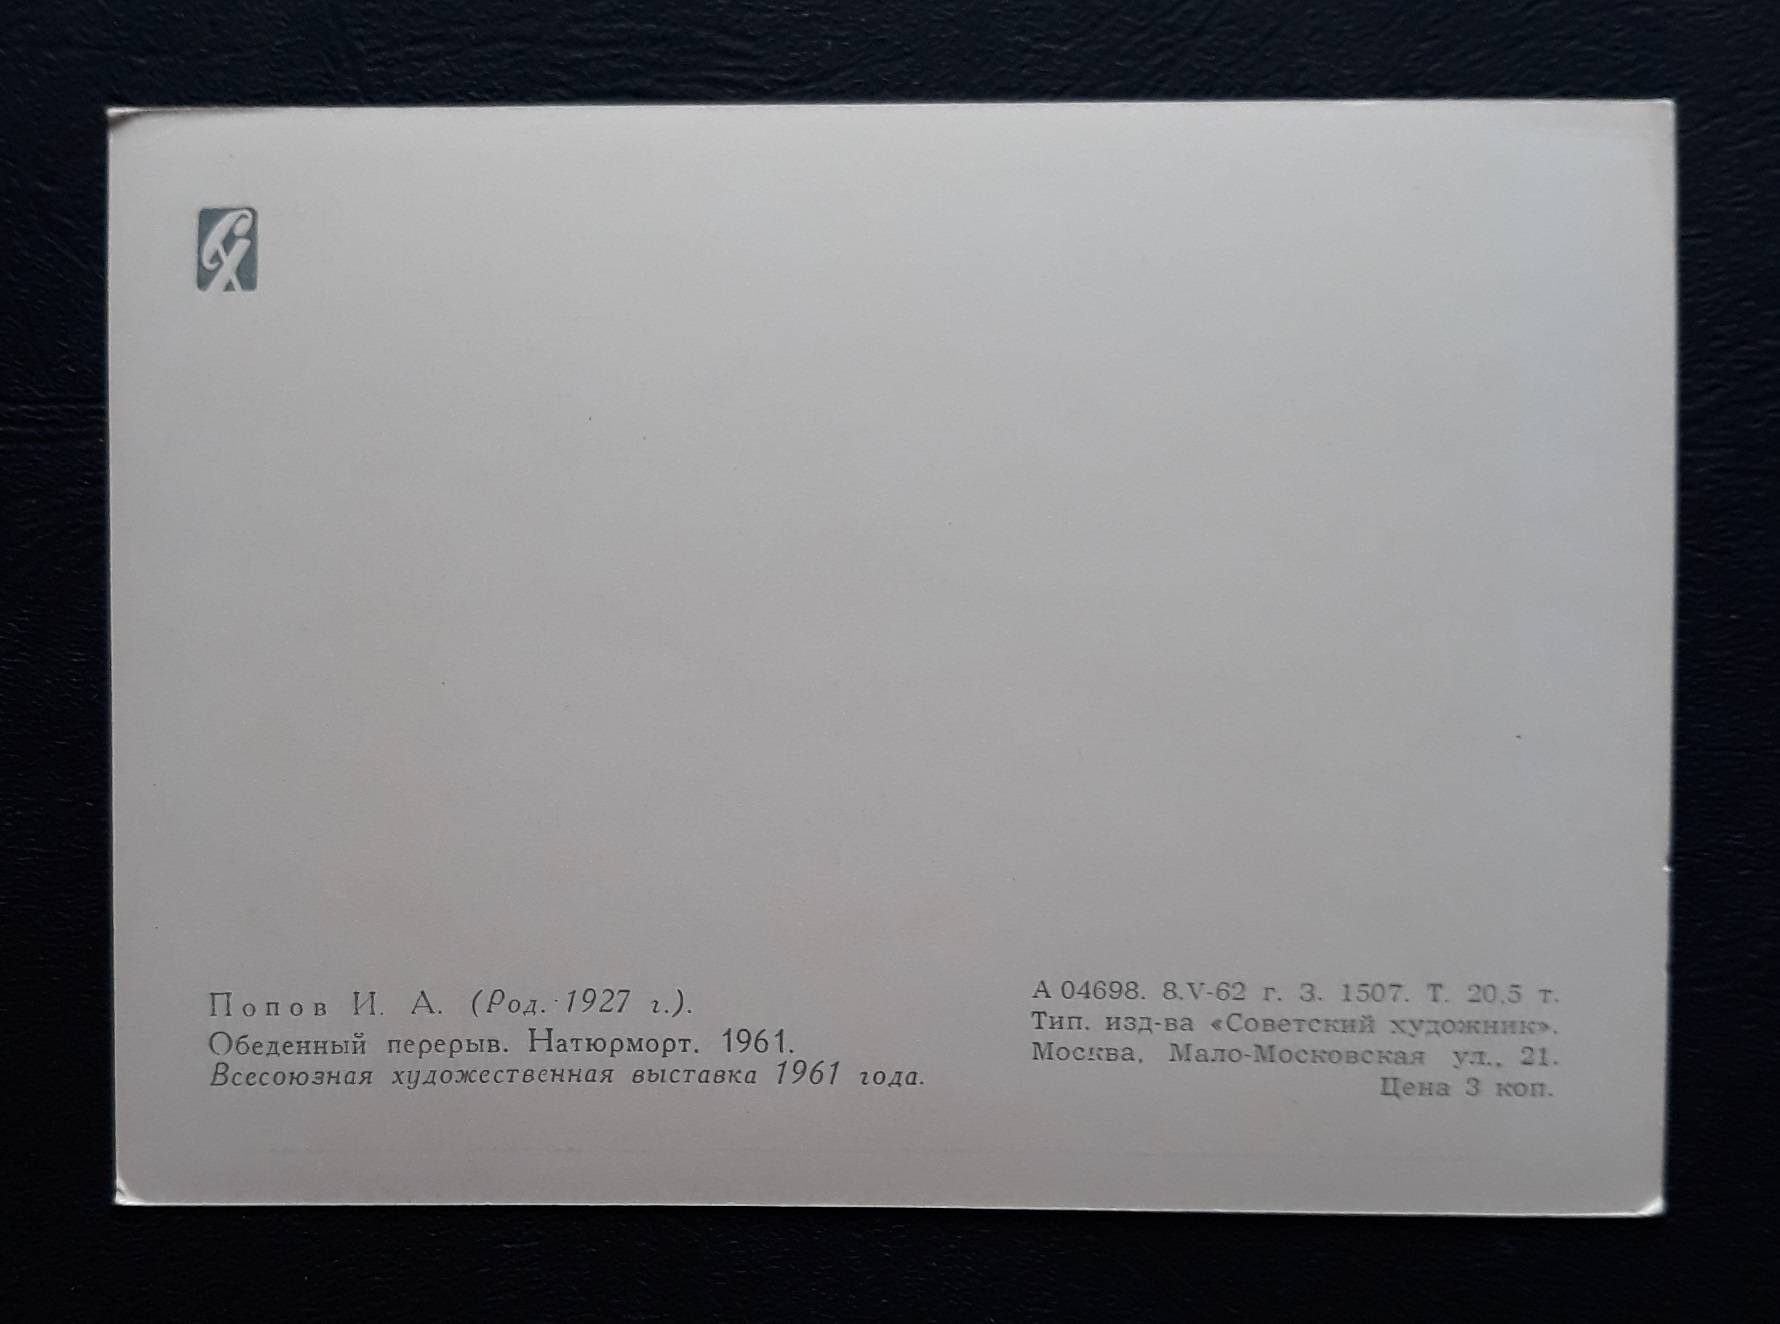 СХ
Попов И. А. (Род. 1927 г.).
Обеденный перерыв. Натюрморт. 1961.
Всесоюзная художественная выставка 1961 года.
А 04698. 8.V-62 г. З. 1507. Т. 20,5 т.
Тип. изд-ва «Советский художник».
Москва, Мало-Московская ул., 21.
Цена 3 коп.